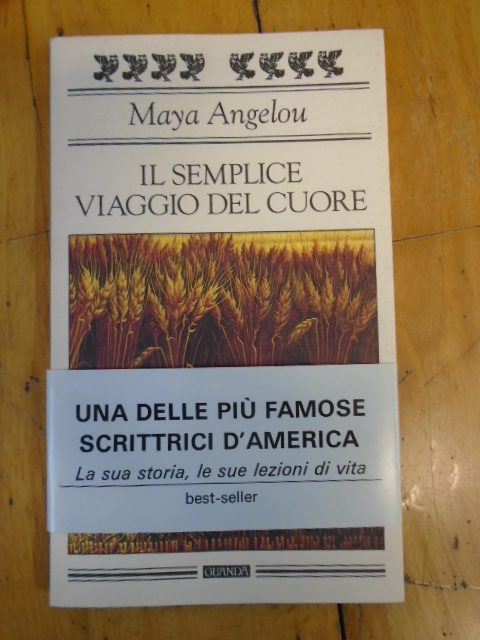 Maya Angelou
IL SEMPLICE
VIAGGIO DEL CUORE
UNA DELLE PIÙ FAMOSE
SCRITTRICI D'AMERICA
La sua storia, le sue lezioni di vita
best-seller
GUANDA